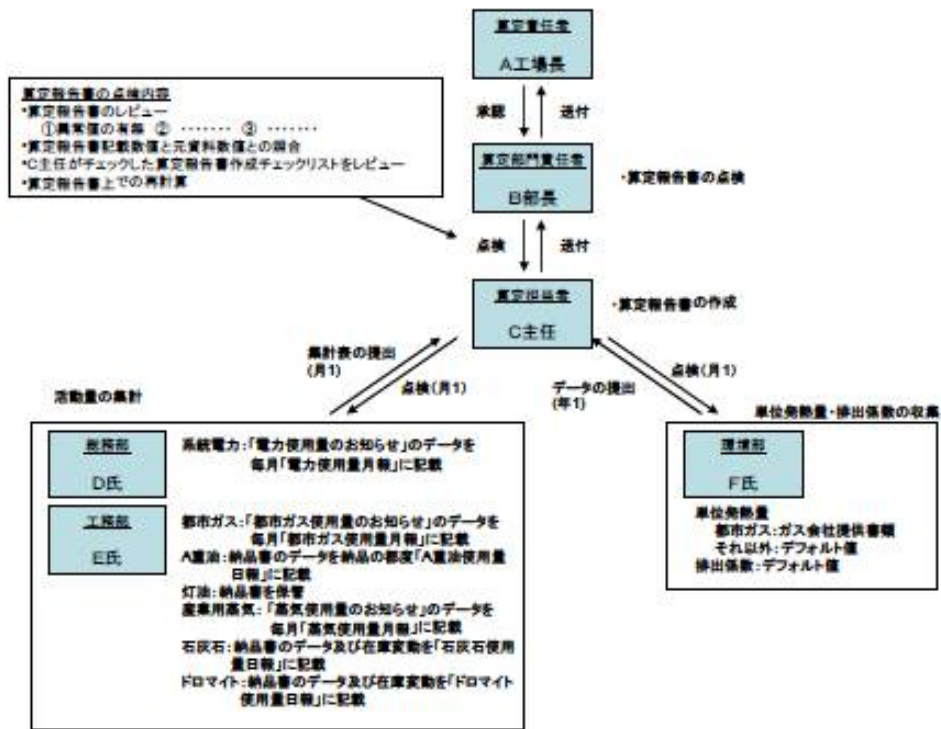 算定責任者
A工場長
承認
送付
算定報告書の点検内容
・算定報告書のレビュー
①異常値の有無 ② ‥‥‥‥ ③ ‥‥‥‥
・算定報告書記載数値と元資料数値との照合
・C主任がチェックした算定報告書作成チェックリストをレビュー
・算定報告書上での再計算
算定部門責任者
B部長
・算定報告書の点検
点検
送付
算定担当者
C主任
・算定報告書の作成
集計表の提出
(月1)
点検(月1)
データの提出
(年1)
点検(月1)
活動量の集計
総務部
D氏
系統電力:「電力使用量のお知らせ」のデータを
毎月「電力使用量月報」に記載
工務部
E氏
都市ガス:「都市ガス使用量のお知らせ」のデータを
毎月「都市ガス使用量月報」に記載
A重油:納品書のデータを納品の都度「A重油使用量
日報」に記載
灯油:納品書を保管
産業用蒸気:「蒸気使用量のお知らせ」のデータを
毎月「蒸気使用量月報」に記載
石灰石:納品書のデータ及び在庫変動を「石灰石使用
量日報」に記載
ドロマイト:納品書のデータ及び在庫変動を「ドロマイト
使用量日報」に記載
単位発熱量・排出係数の収集
環境部
F氏
単位発熱量
都市ガス:ガス会社提供書類
それ以外:デフォルト値
排出係数:デフォルト値